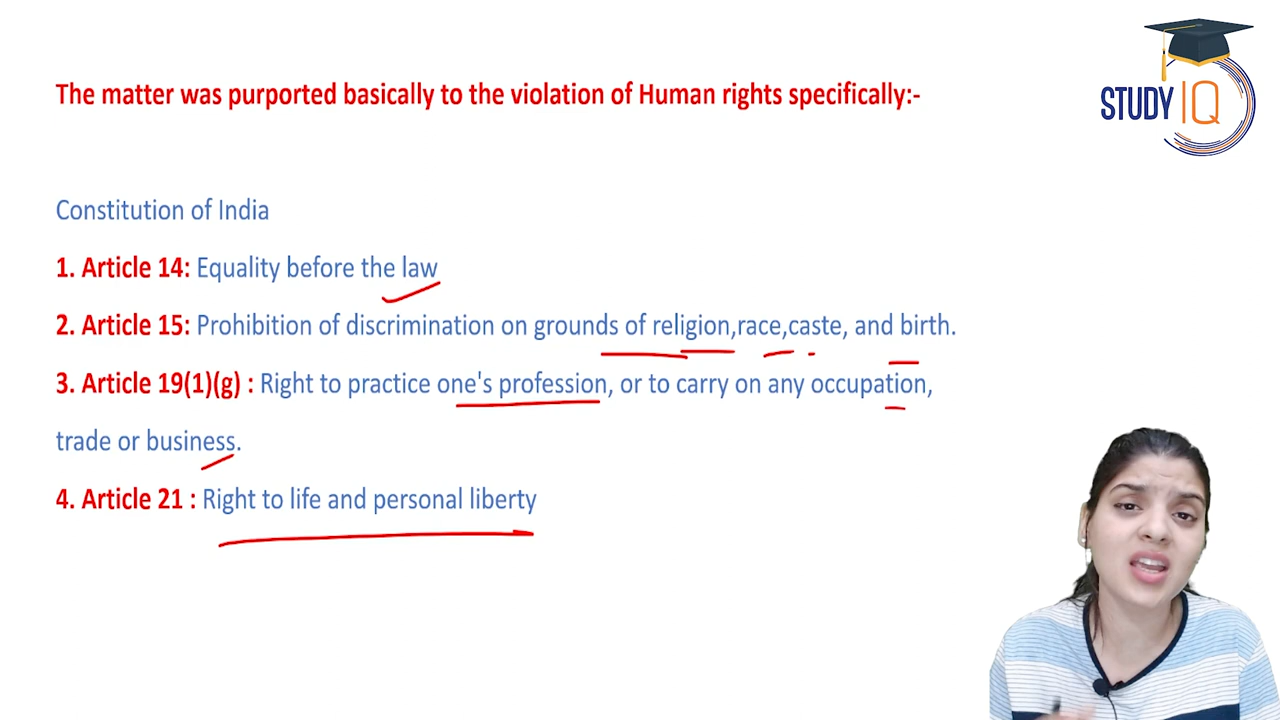 The matter was purported basically to the violation of Human rights specifically:-
STUDY IQ
Constitution of India
1. Article 14: Equality before the law
2. Article 15: Prohibition of discrimination on grounds of religion,race,caste, and birth.
3. Article 19(1)(g) : Right to practice one's profession, or to carry on any occupation,
trade or business.
4. Article 21 : Right to life and personal liberty